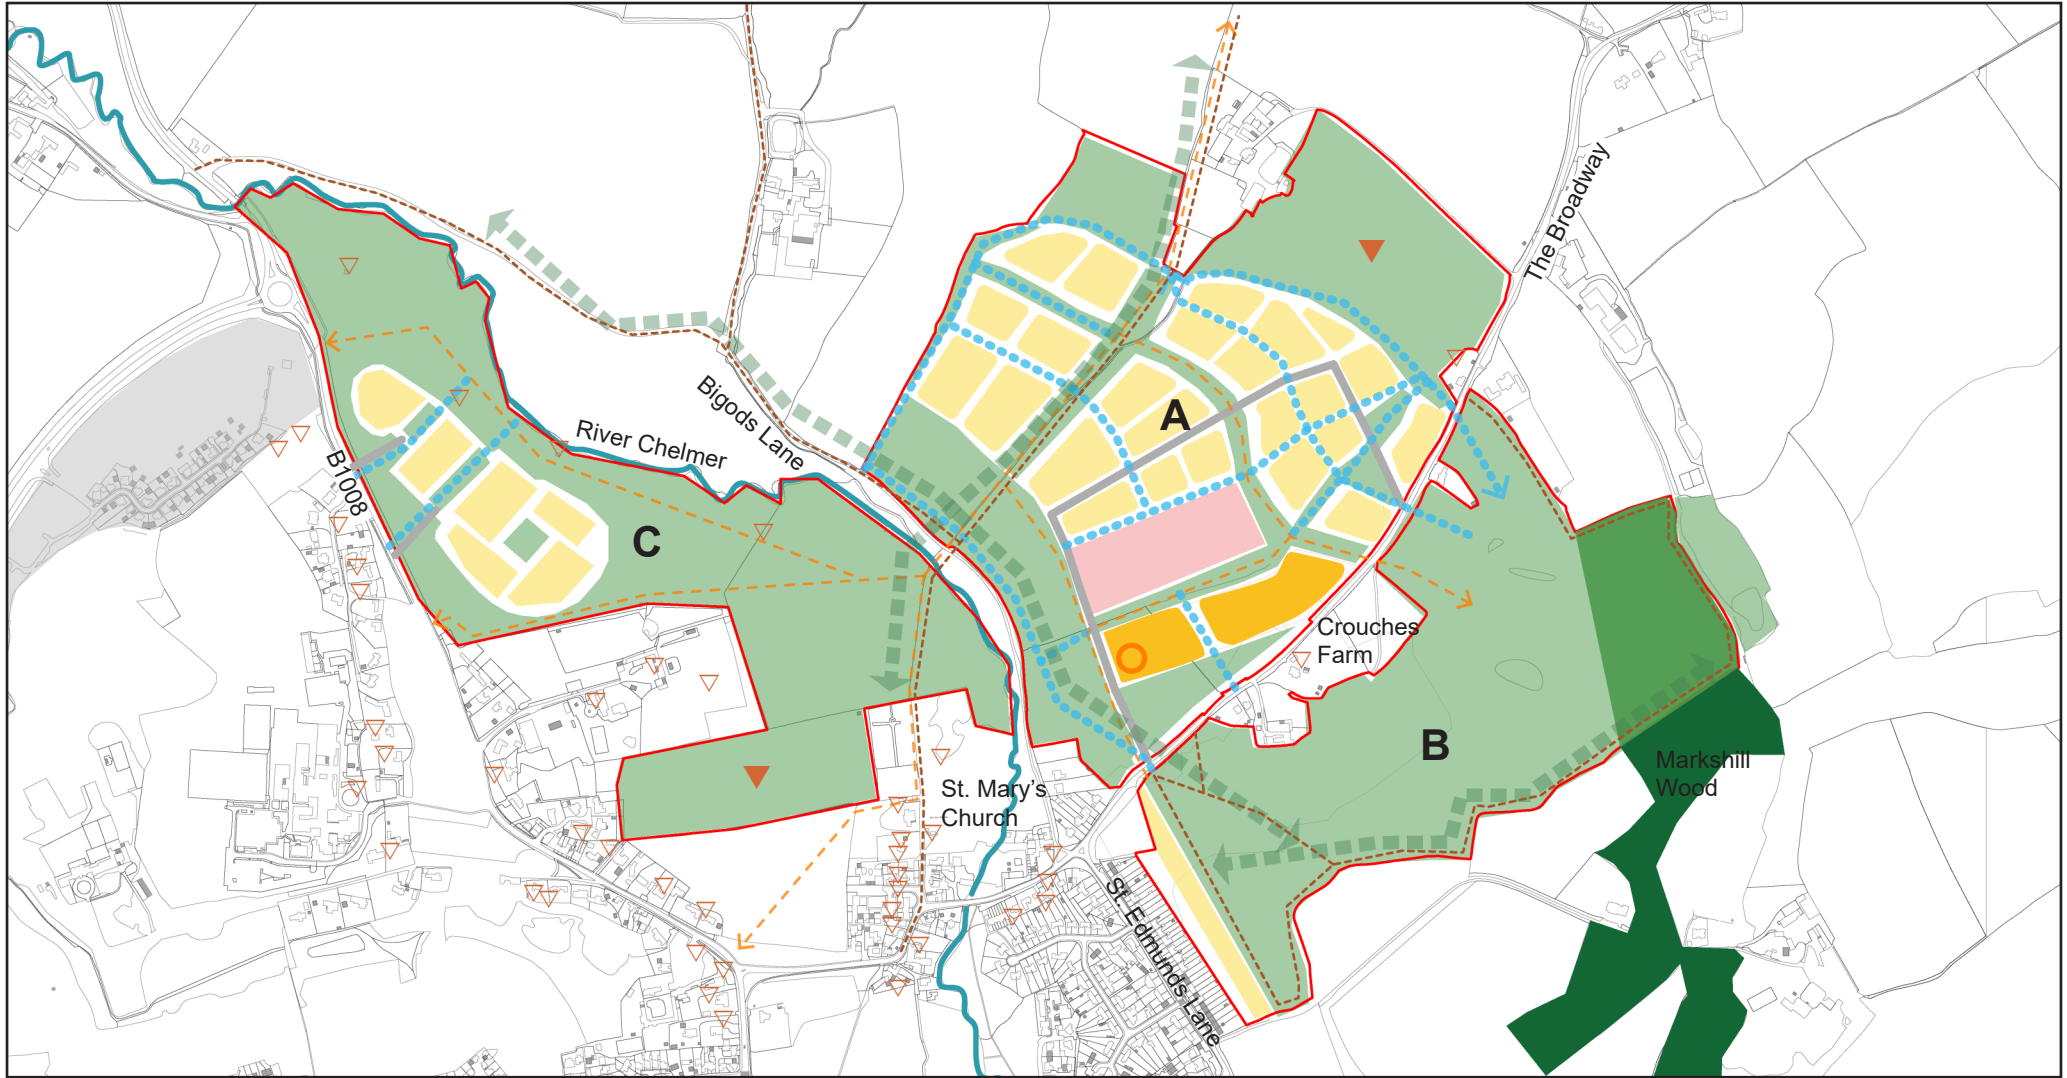 The Broadway
Bigods Lane
A
River Chelmer
B1008
C
Crouches
Farm
B
Markshill
Wood
St. Mary's
Church
St. Edmunds Lane